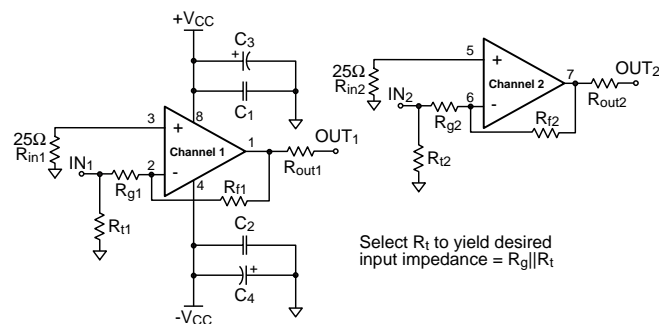 +VCC
C3
+
C1
25Ω
Rin1
3
8
+
Channel 1
1
OUT1
Rout1
IN1
Rg1
2
-
4
Rf1
Rt1
C2
+
C4
-VCC
25Ω
Rin2
5
+
Channel 2
7
OUT2
Rout2
IN2
Rg2
6
-
Rf2
Rt2
Select Rt to yield desired
input impedance = Rg||Rt